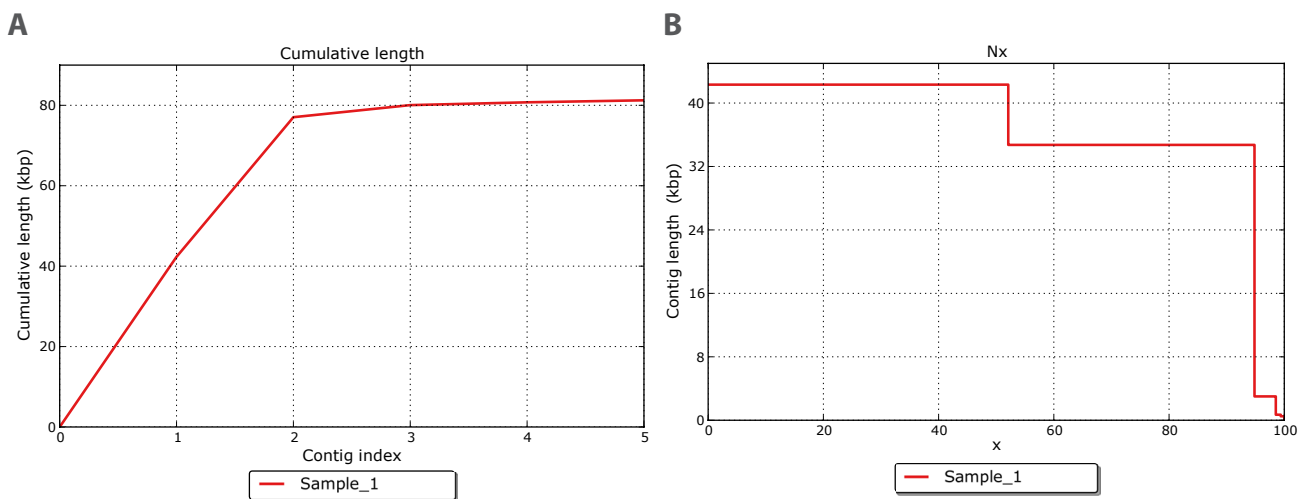 A
Cumulative length
Cumulative length (kbp)
80
60
40
20
0
0 1 2 3 4 5
Contig index
Sample_1
B
Nx
Contig length (kbp)
40
32
24
16
8
0
0 20 40 60 80 100
x
Sample_1